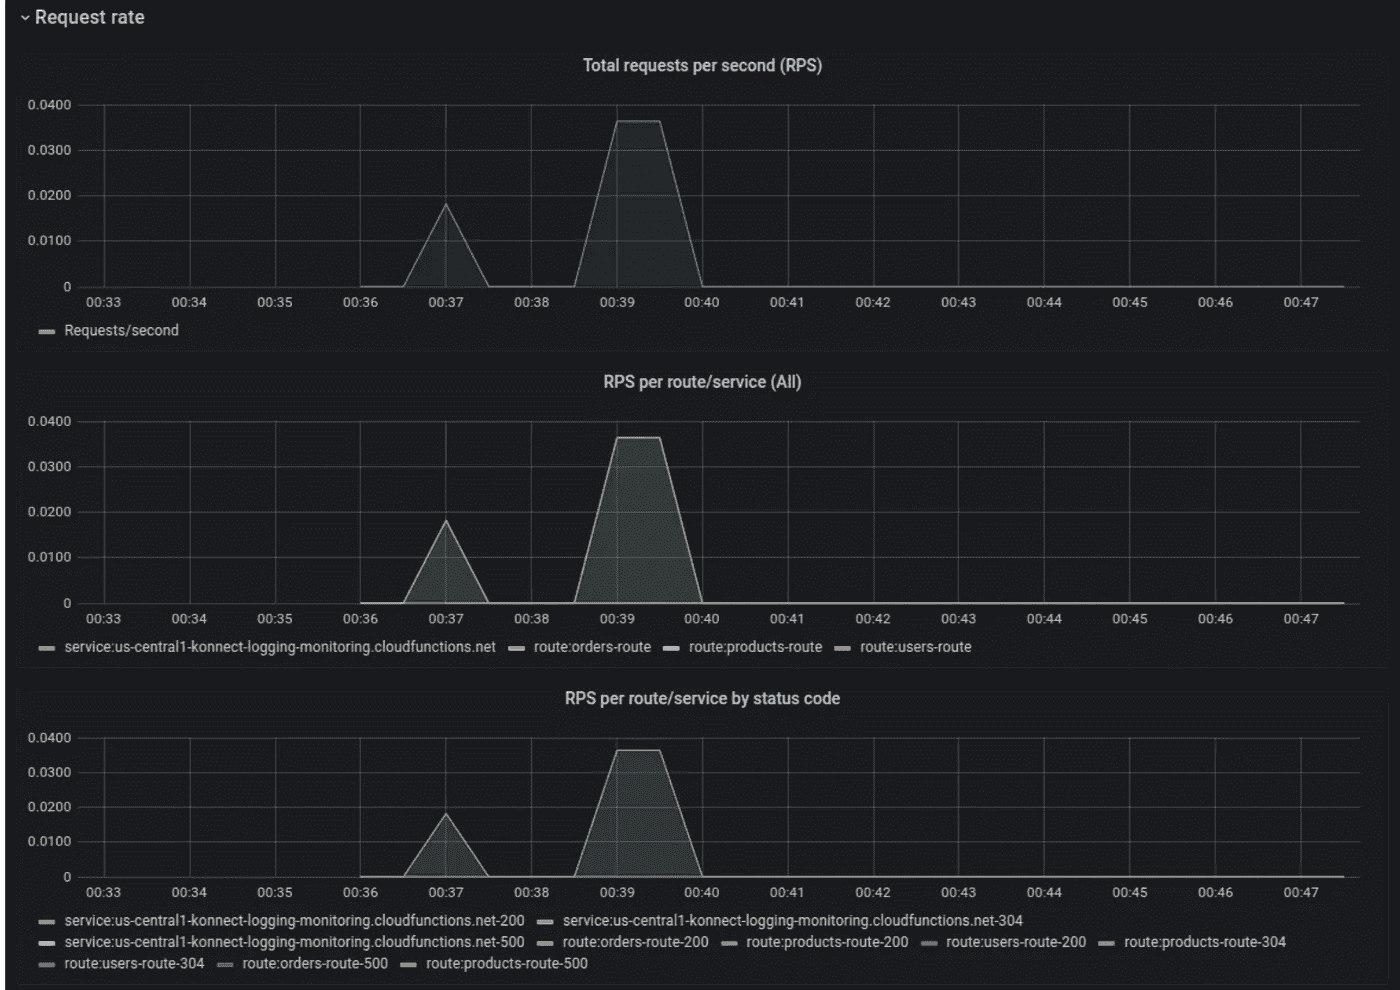 Request rate
Total requests per second (RPS)
0.0400
0.0300
0.0200
0.0100
0
00:33 00:34 00:35 00:36 00:37 00:38 00:39 00:40 00:41 00:42 00:43 00:44 00:45 00:46 00:47
Requests/second
RPS per route/service (All)
0.0400
0.0300
0.0200
0.0100
0
00:33 00:34 00:35 00:36 00:37 00:38 00:39 00:40 00:41 00:42 00:43 00:44 00:45 00:46 00:47
service:us-central1-konnect-logging-monitoring.cloudfunctions.net route:orders-route route:products-route route:users-route
RPS per route/service by status code
0.0400
0.0300
0.0200
0.0100
0
00:33 00:34 00:35 00:36 00:37 00:38 00:39 00:40 00:41 00:42 00:43 00:44 00:45 00:46 00:47
service:us-central1-konnect-logging-monitoring.cloudfunctions.net-200 service:us-central1-konnect-logging-monitoring.cloudfunctions.net-304
service:us-central1-konnect-logging-monitoring.cloudfunctions.net-500 route:orders-route-200 route:products-route-200 route:users-route-200 route:products-route-304
route:users-route-304 route:orders-route-500 route:products-route-500